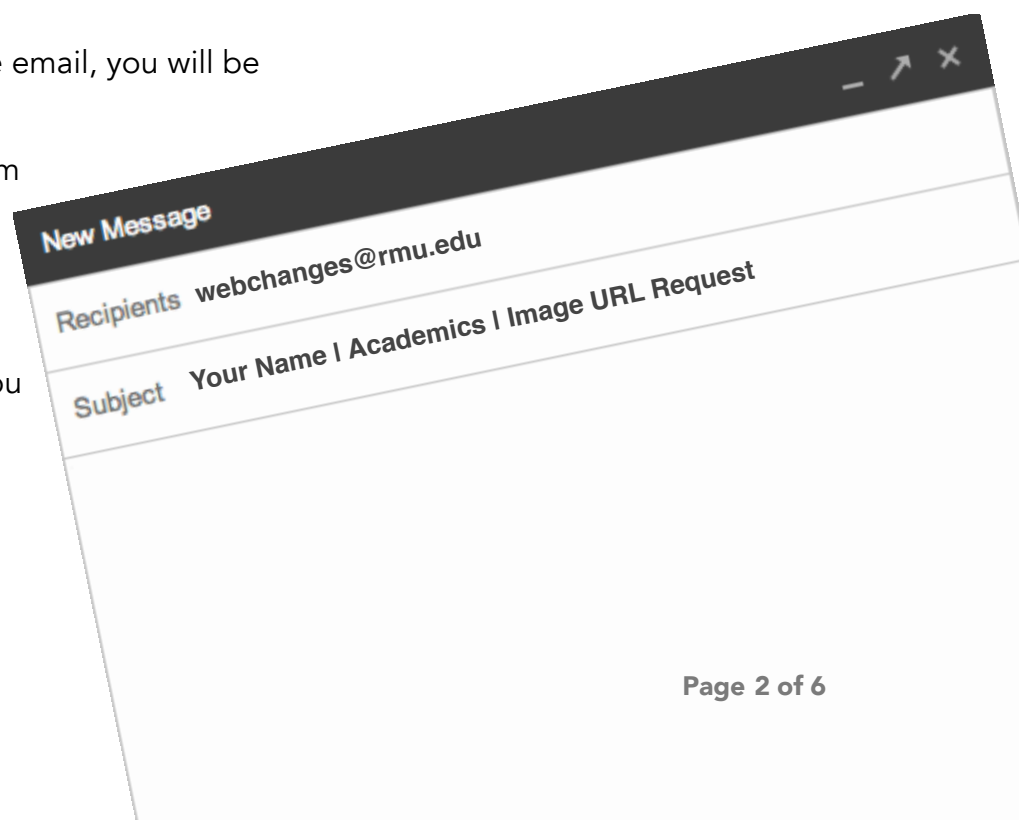 email, you will be
New Message
Recipients webchanges@rmu.edu
Subject Your Name | Academics | Image URL Request
Page 2 of 6